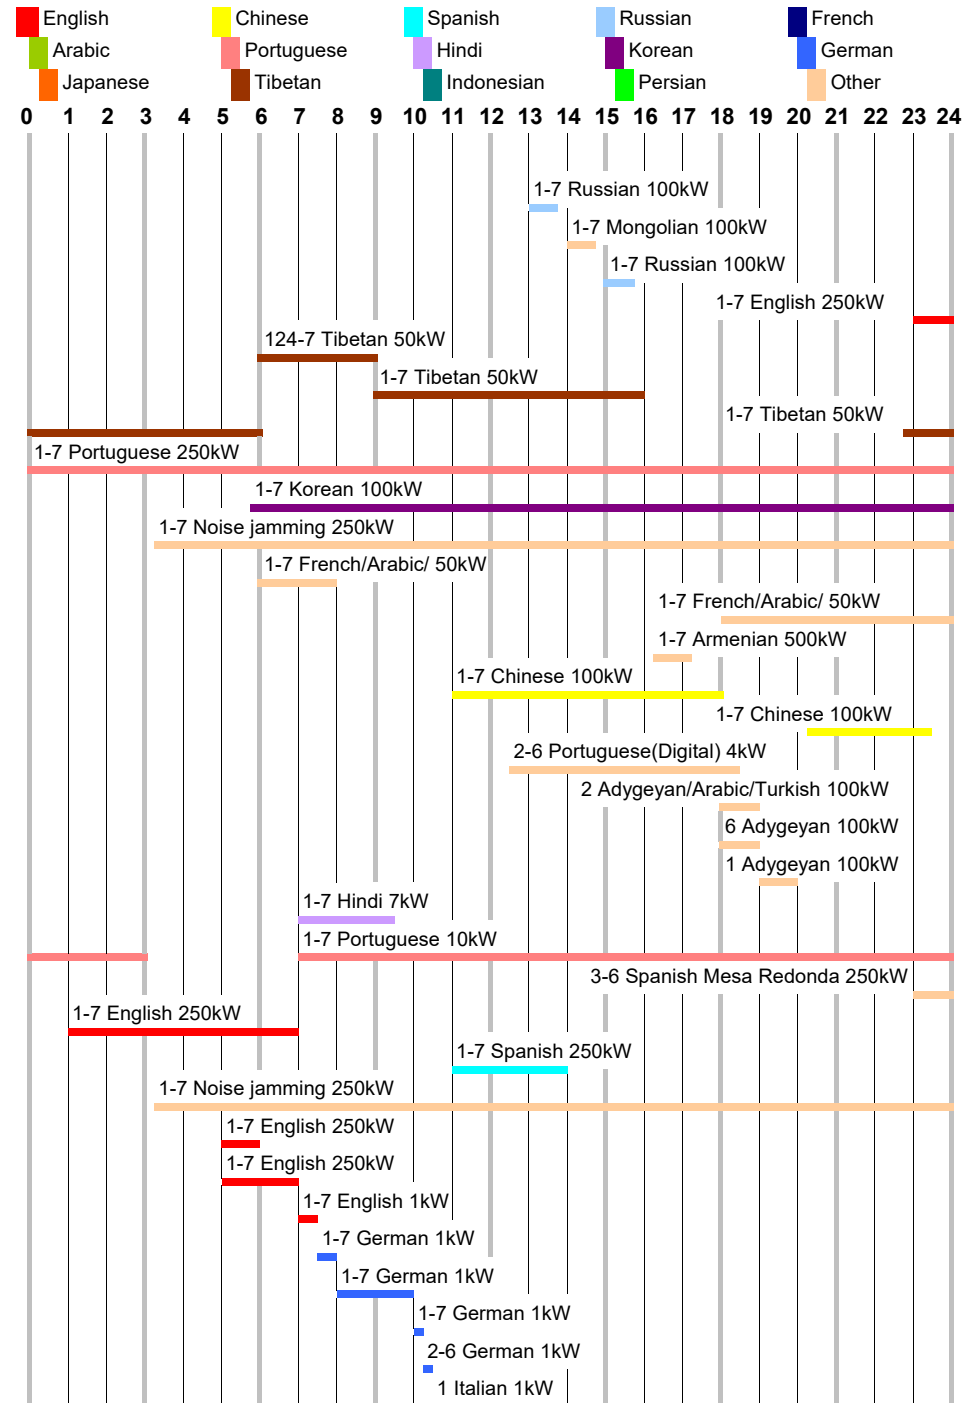 English Chinese Spanish Russian French
Arabic Portuguese Hindi Korean German
Japanese Tibetan Indonesian Persian Other
0 1 2 3 4 5 6 7 8 9 10 11 12 13 14 15 16 17 18 19 20 21 22 23 24
1-7 Russian 100kW
1-7 Mongolian 100kW
1-7 Russian 100kW
1-7 English 250kW
124-7 Tibetan 50kW
1-7 Tibetan 50kW
1-7 Tibetan 50kW
1-7 Portuguese 250kW
1-7 Korean 100kW
1-7 Noise jamming 250kW
1-7 French/Arabic/ 50kW
1-7 French/Arabic/ 50kW
1-7 Armenian 500kW
1-7 Chinese 100kW
1-7 Chinese 100kW
2-6 Portuguese(Digital) 4kW
2 Adygeyan/Arabic/Turkish 100kW
6 Adygeyan 100kW
1 Adygeyan 100kW
1-7 Hindi 7kW
1-7 Portuguese 10kW
3-6 Spanish Mesa Redonda 250kW
1-7 English 250kW
1-7 Spanish 250kW
1-7 Noise jamming 250kW
1-7 English 250kW
1-7 English 250kW
1-7 English 1kW
1-7 German 1kW
1-7 German 1kW
1-7 German 1kW
2-6 German 1kW
1 Italian 1kW